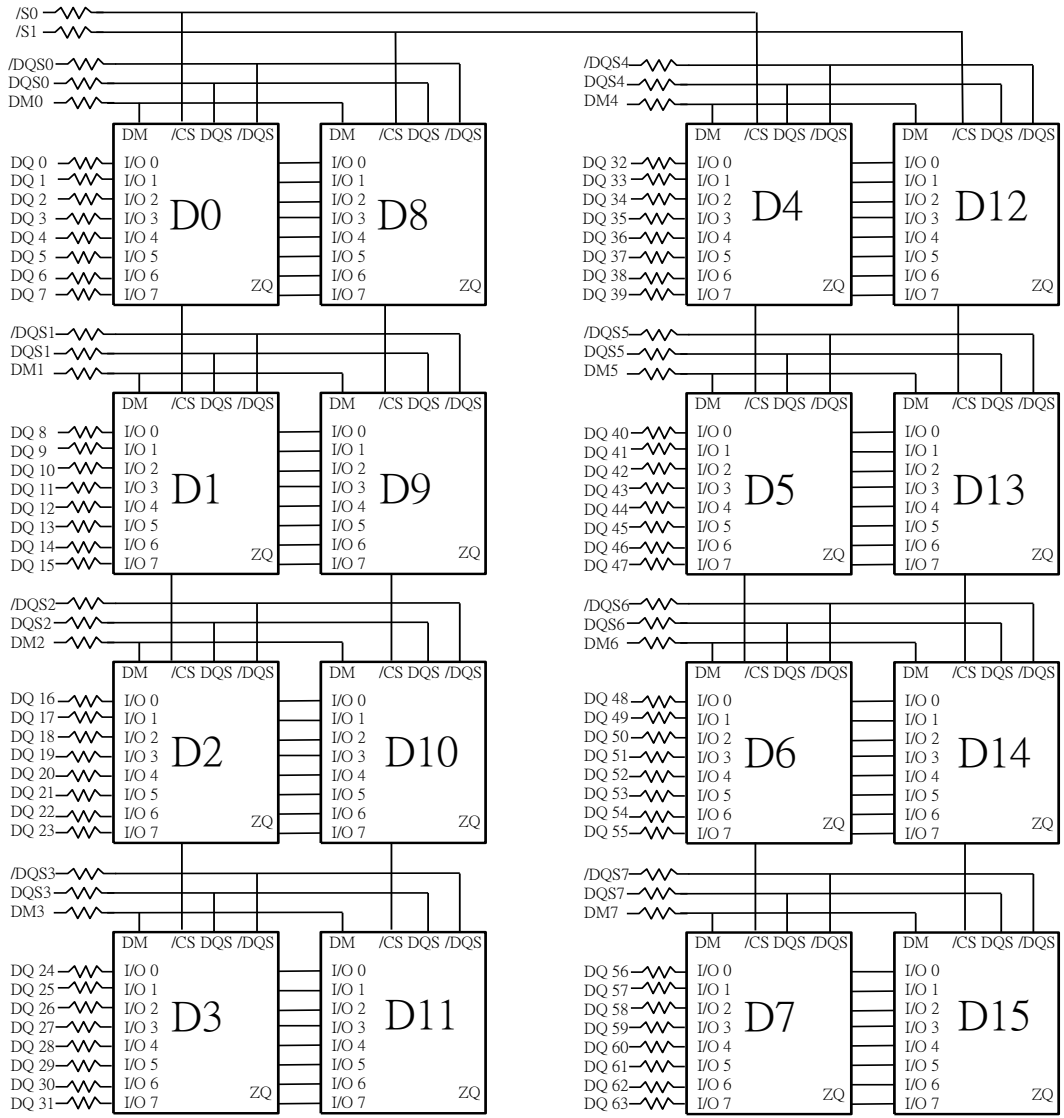 /S0
/S1
/DQS0
DQS0
DM0
/DQS4
DQS4
DM4
DM /CS DQS /DQS
DM /CS DQS /DQS
DM /CS DQS /DQS
DM /CS DQS /DQS
DQ 0 I/O 0 I/O 0 DQ 32 I/O 0 I/O 0
DQ 1 I/O 1 I/O 1 DQ 33 I/O 1 I/O 1
DQ 2 I/O 2 I/O 2 DQ 34 I/O 2 I/O 2
DQ 3 I/O 3 I/O 3 DQ 35 I/O 3 I/O 3
D0 D8 D4 D12
DQ 4 I/O 4 I/O 4 DQ 36 I/O 4 I/O 4
DQ 5 I/O 5 I/O 5 DQ 37 I/O 5 I/O 5
DQ 6 I/O 6 ZQ I/O 6 ZQ DQ 38 I/O 6 ZQ I/O 6 ZQ
DQ 7 I/O 7 I/O 7 DQ 39 I/O 7 I/O 7
/DQS1
DQS1
DM1
/DQS5
DQS5
DM5
DM /CS DQS /DQS
DM /CS DQS /DQS
DM /CS DQS /DQS
DM /CS DQS /DQS
DQ 8 I/O 0 I/O 0 DQ 40 I/O 0 I/O 0
DQ 9 I/O 1 I/O 1 DQ 41 I/O 1 I/O 1
DQ 10 I/O 2 I/O 2 DQ 42 I/O 2 I/O 2
DQ 11 I/O 3 I/O 3 DQ 43 I/O 3 I/O 3
D1 D9 D5 D13
DQ 12 I/O 4 I/O 4 DQ 44 I/O 4 I/O 4
DQ 13 I/O 5 I/O 5 DQ 45 I/O 5 I/O 5
DQ 14 I/O 6 ZQ I/O 6 ZQ DQ 46 I/O 6 ZQ I/O 6 ZQ
DQ 15 I/O 7 I/O 7 DQ 47 I/O 7 I/O 7
/DQS2
DQS2
DM2
/DQS6
DQS6
DM6
DM /CS DQS /DQS
DM /CS DQS /DQS
DM /CS DQS /DQS
DM /CS DQS /DQS
DQ 16 I/O 0 I/O 0 DQ 48 I/O 0 I/O 0
DQ 17 I/O 1 I/O 1 DQ 49 I/O 1 I/O 1
DQ 18 I/O 2 I/O 2 DQ 50 I/O 2 I/O 2
DQ 19 I/O 3 I/O 3 DQ 51 I/O 3 I/O 3
D2 D10 D6 D14
DQ 20 I/O 4 I/O 4 DQ 52 I/O 4 I/O 4
DQ 21 I/O 5 I/O 5 DQ 53 I/O 5 I/O 5
DQ 22 I/O 6 ZQ I/O 6 ZQ DQ 54 I/O 6 ZQ I/O 6 ZQ
DQ 23 I/O 7 I/O 7 DQ 55 I/O 7 I/O 7
/DQS3
DQS3
DM3
/DQS7
DQS7
DM7
DM /CS DQS /DQS
DM /CS DQS /DQS
DM /CS DQS /DQS
DM /CS DQS /DQS
DQ 24 I/O 0 I/O 0 DQ 56 I/O 0 I/O 0
DQ 25 I/O 1 I/O 1 DQ 57 I/O 1 I/O 1
DQ 26 I/O 2 I/O 2 DQ 58 I/O 2 I/O 2
DQ 27 I/O 3 I/O 3 DQ 59 I/O 3 I/O 3
D3 D11 D7 D15
DQ 28 I/O 4 I/O 4 DQ 60 I/O 4 I/O 4
DQ 29 I/O 5 I/O 5 DQ 61 I/O 5 I/O 5
DQ 30 I/O 6 ZQ I/O 6 ZQ DQ 62 I/O 6 ZQ I/O 6 ZQ
DQ 31 I/O 7 I/O 7 DQ 63 I/O 7 I/O 7